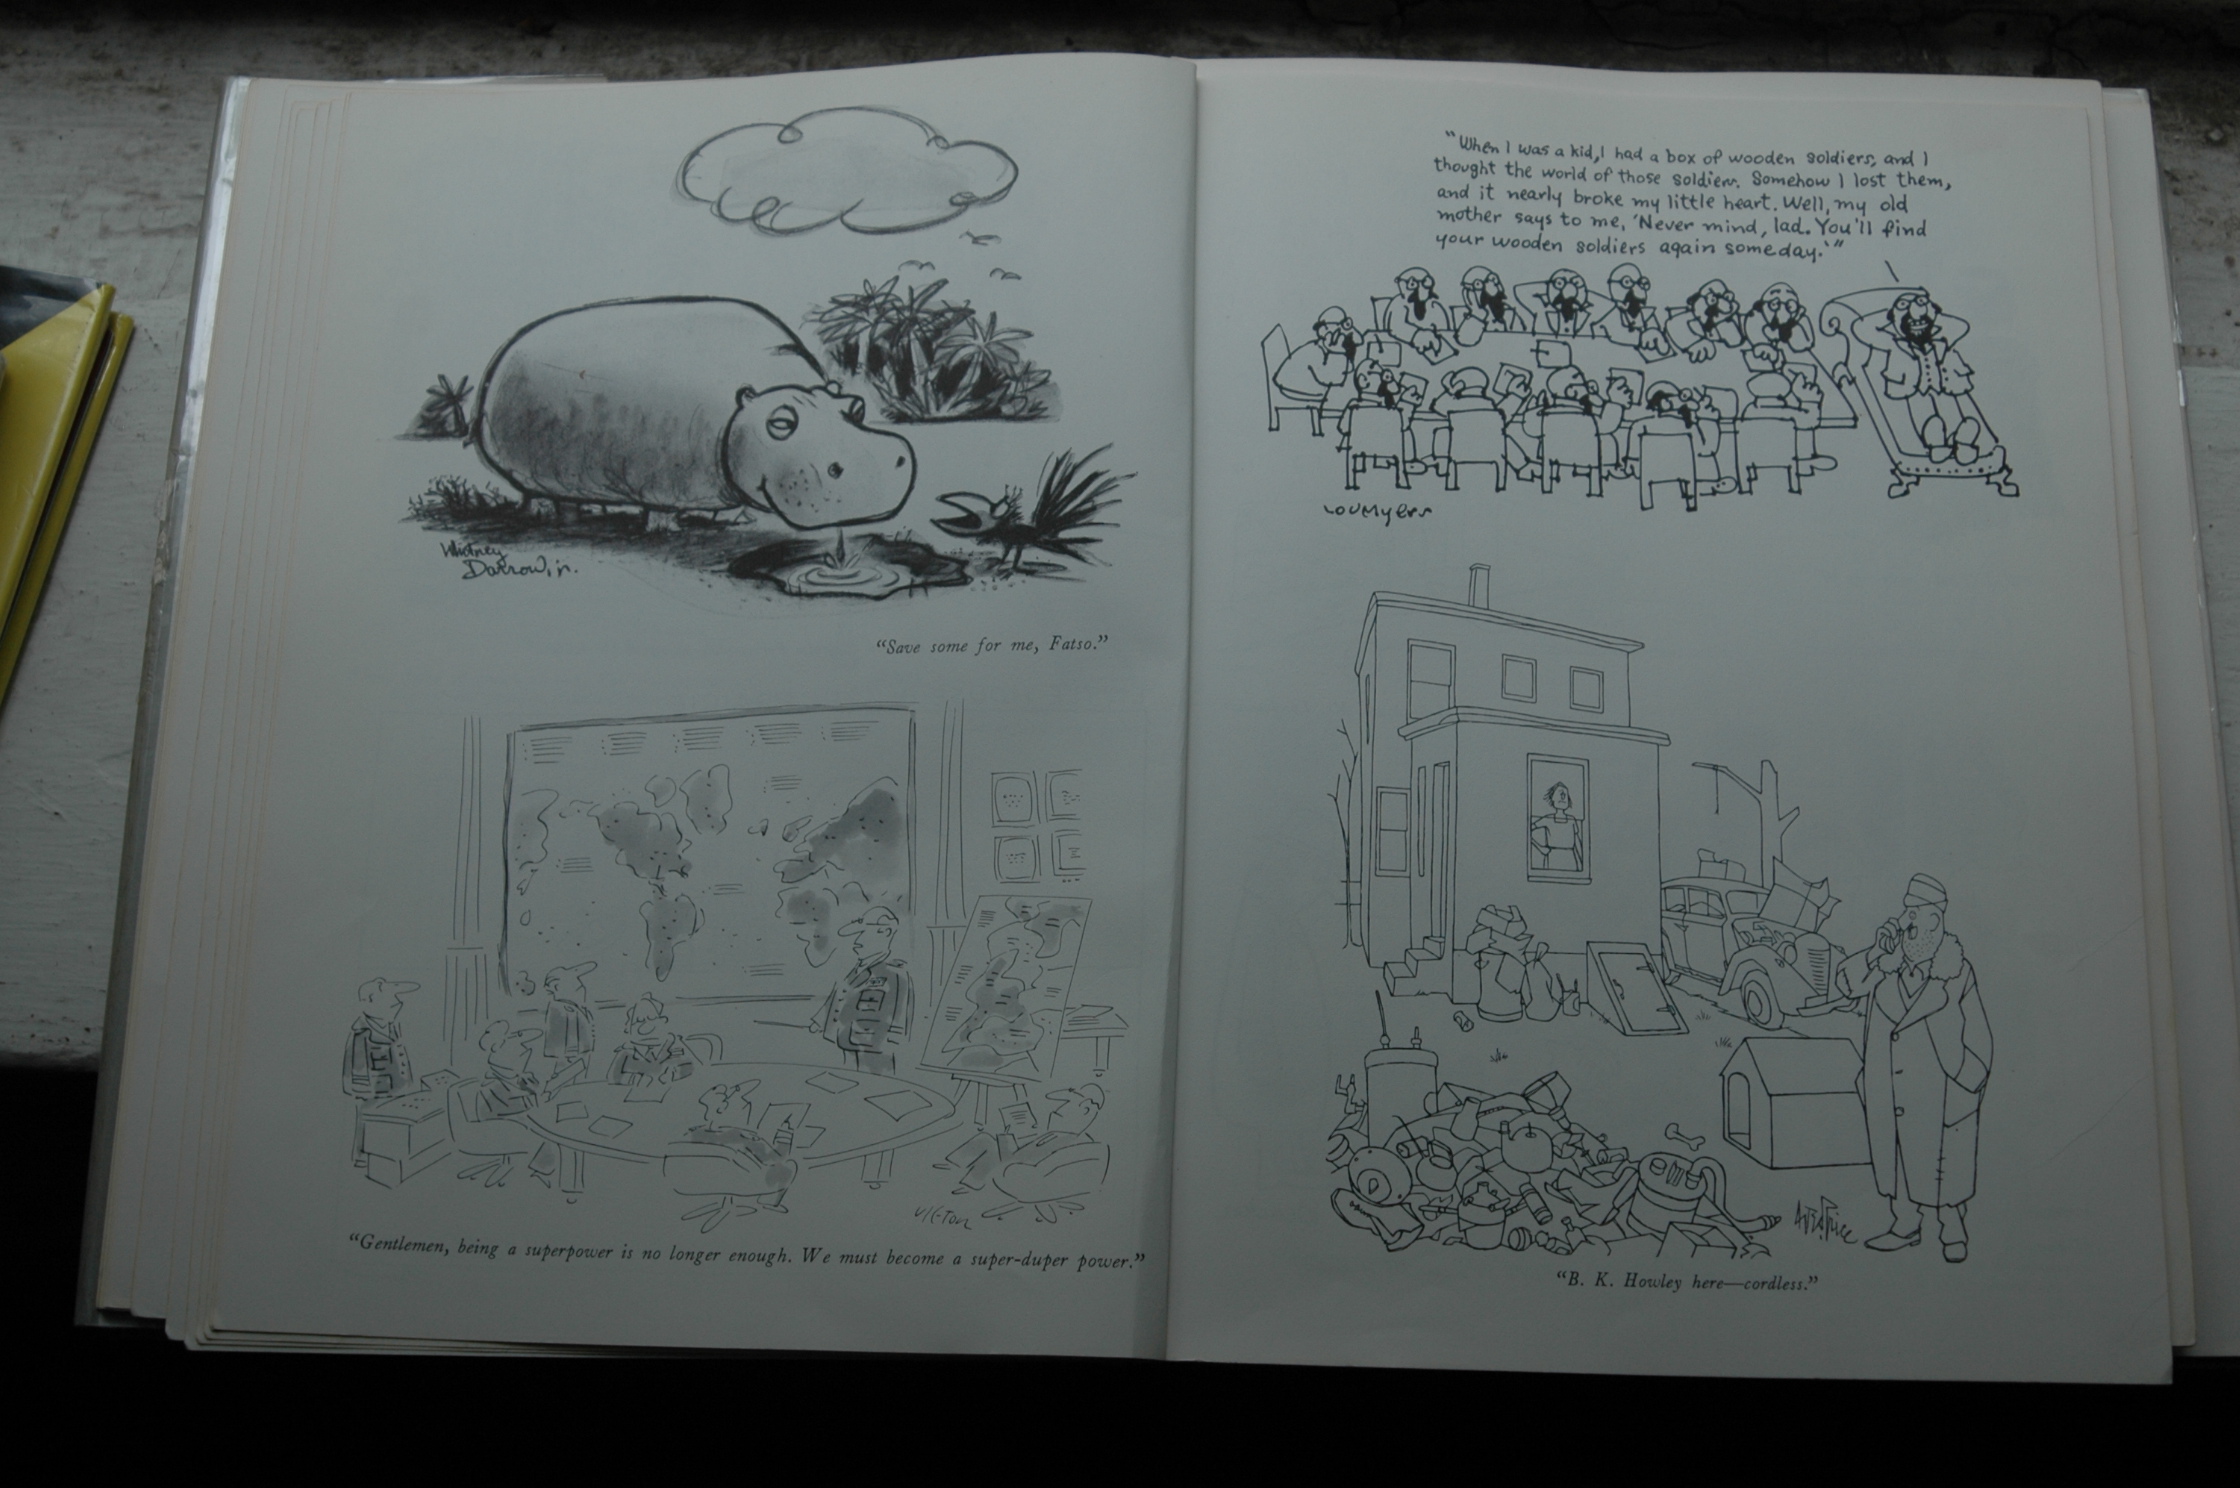 Whitney
Darrow, jr.
"Save some for me, Fatso."
VICTOR
"Gentlemen, being a superpower is no longer enough. We must become a super-duper power."
"When I was a kid, I had a box of wooden soldiers, and I
thought the world of those soldiers. Somehow I lost them,
and it nearly broke my little heart. Well, my old
mother says to me, 'Never mind, lad. You'll find
your wooden soldiers again someday.'"
LOU Myers
"B. K. Howley here—cordless."